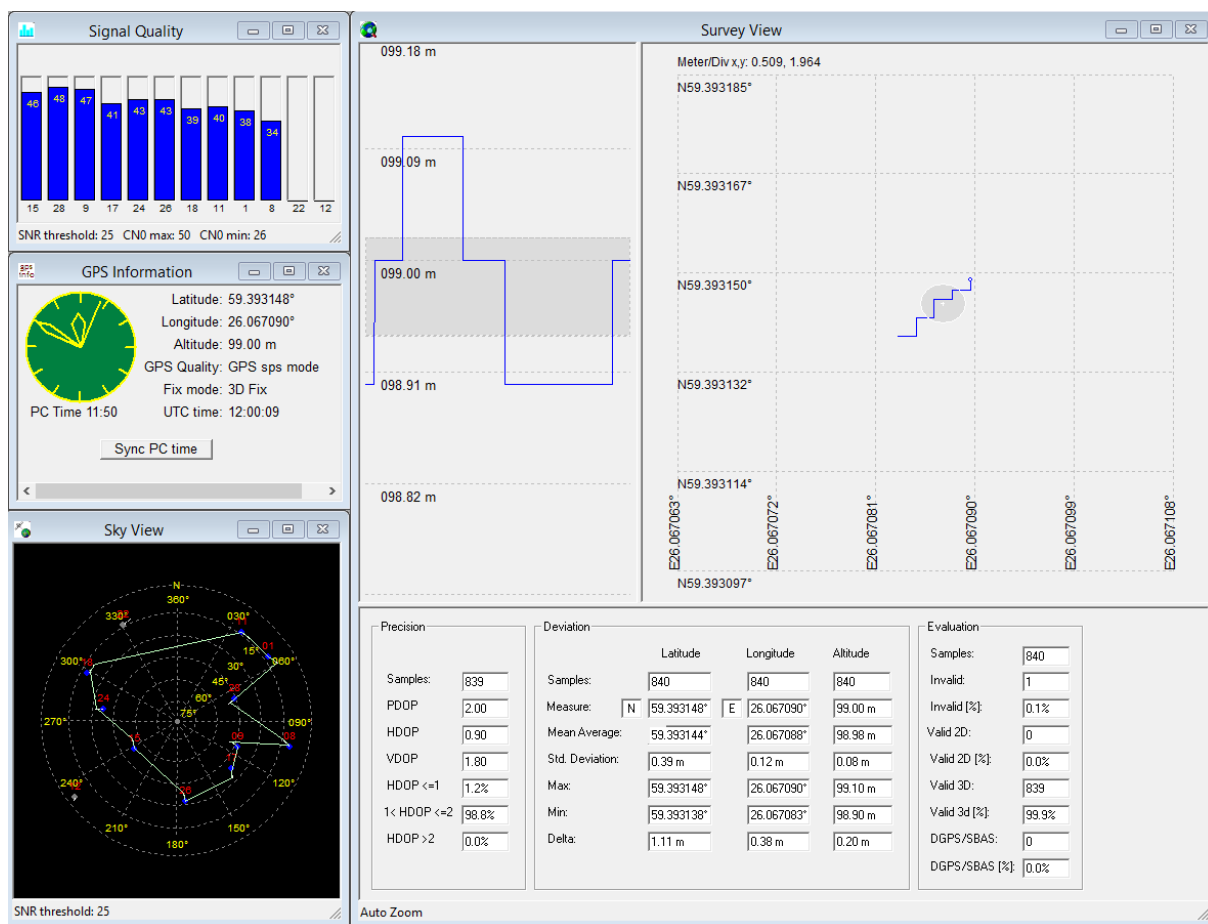 Signal Quality
46 48 47 41 43 43 39 40 38 34
15 28 9 17 24 26 18 11 1 8 22 12
SNR threshold: 25 CN0 max: 50 CN0 min: 26
GPS Information
Latitude: 59.393148°
Longitude: 26.067090°
Altitude: 99.00 m
GPS Quality: GPS sps mode
Fix mode: 3D Fix
PC Time 11:50 UTC time: 12:00:09
Sync PC time
Sky View
N
360°
330° 030°
300° 15° 060°
30°
45°
60°
75°
270° 090°
240° 120°
210° 150°
180°
11
01
18
24
09
08
26
SNR threshold: 25
Survey View
099.18 m
099.09 m
099.00 m
098.91 m
098.82 m
Meter/Div x,y: 0.509, 1.964
N59.393185°
N59.393167°
N59.393150°
N59.393132°
N59.393114°
N59.393097°
E26.067063° E26.067072° E26.067081° E26.067090° E26.067099° E26.067108°
Precision
Samples: 839
PDOP 2.00
HDOP 0.90
VDOP 1.80
HDOP <=1 1.2%
1< HDOP <=2 98.8%
HDOP >2 0.0%
Deviation
Latitude Longitude Altitude
Samples: 840 840 840
Measure: N 59.393148° E 26.067090° 99.00 m
Mean Average: 59.393144° 26.067088° 98.98 m
Std. Deviation: 0.39 m 0.12 m 0.08 m
Max: 59.393148° 26.067090° 99.10 m
Min: 59.393138° 26.067083° 98.90 m
Delta: 1.11 m 0.38 m 0.20 m
Evaluation
Samples: 840
Invalid: 1
Invalid [%]: 0.1%
Valid 2D: 0
Valid 2D [%]: 0.0%
Valid 3D: 839
Valid 3d [%]: 99.9%
DGPS/SBAS: 0
DGPS/SBAS [%]: 0.0%
Auto Zoom